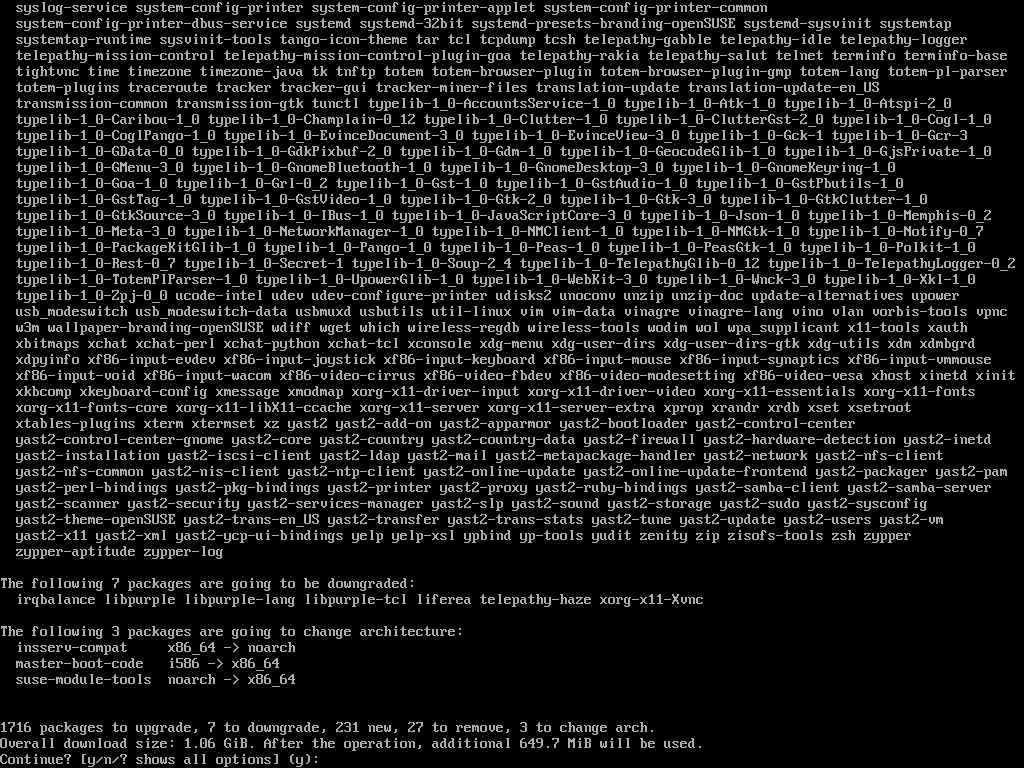 syslog-service system-config-printer system-config-printer-applet system-config-printer-common
system-config-printer-dbus-service systemd systemd-32bit systemd-presets-branding-openSUSE systemd-sysvinit systemtap
systemtap-runtime sysvinit-tools tango-icon-theme tar tcl tcpdump tcsh telepathy-gabble telepathy-idle telepathy-logger
telepathy-mission-control telepathy-mission-control-plugin-goa telepathy-rakia telepathy-salut telnet terminfo terminfo-base
tightvnc time timezone timezone-java tk tnftp totem totem-browser-plugin totem-browser-plugin-gmp totem-lang totem-pl-parser
totem-plugins traceroute tracker tracker-gui tracker-miner-files translation-update translation-update-en_US
transmission-common transmission-gtk tunctl typelib-1_0-AccountsService-1_0 typelib-1_0-Atk-1_0 typelib-1_0-Atspi-2_0
typelib-1_0-Caribou-1_0 typelib-1_0-Champlain-0_12 typelib-1_0-Clutter-1_0 typelib-1_0-ClutterGst-2_0 typelib-1_0-Cogl-1_0
typelib-1_0-CoglPango-1_0 typelib-1_0-EvinceDocument-3_0 typelib-1_0-EvinceView-3_0 typelib-1_0-Gck-1 typelib-1_0-Gcr-3
typelib-1_0-GData-0_0 typelib-1_0-GdkPixbuf-2_0 typelib-1_0-Gdm-1_0 typelib-1_0-GeocodeGlib-1_0 typelib-1_0-GjsPrivate-1_0
typelib-1_0-GMenu-3_0 typelib-1_0-GnomeBluetooth-1_0 typelib-1_0-GnomeDesktop-3_0 typelib-1_0-GnomeKeyring-1_0
typelib-1_0-Goa-1_0 typelib-1_0-Grl-0_2 typelib-1_0-Gst-1_0 typelib-1_0-GstAudio-1_0 typelib-1_0-GstPbutils-1_0
typelib-1_0-GstTag-1_0 typelib-1_0-GstVideo-1_0 typelib-1_0-Gtk-2_0 typelib-1_0-Gtk-3_0 typelib-1_0-GtkClutter-1_0
typelib-1_0-GtkSource-3_0 typelib-1_0-IBus-1_0 typelib-1_0-JavaScriptCore-3_0 typelib-1_0-Json-1_0 typelib-1_0-Memphis-0_2
typelib-1_0-Meta-3_0 typelib-1_0-NetworkManager-1_0 typelib-1_0-NMClient-1_0 typelib-1_0-NMGtk-1_0 typelib-1_0-Notify-0_7
typelib-1_0-PackageKitGlib-1_0 typelib-1_0-Pango-1_0 typelib-1_0-Peas-1_0 typelib-1_0-PeasGtk-1_0 typelib-1_0-Polkit-1_0
typelib-1_0-Rest-0_7 typelib-1_0-Secret-1 typelib-1_0-Soup-2_4 typelib-1_0-TelepathyGlib-0_12 typelib-1_0-TelepathyLogger-0_2
typelib-1_0-TotemPlParser-1_0 typelib-1_0-UpowerGlib-1_0 typelib-1_0-WebKit-3_0 typelib-1_0-Wnck-3_0 typelib-1_0-Xkl-1_0
typelib-1_0-Zpj-0_0 ucode-intel udev udev-configure-printer udisks2 unoconv unzip unzip-doc update-alternatives upower
usb_modeswitch usb_modeswitch-data usbmuxd usbutils util-linux vim vim-data vinagre vinagre-lang vino vlan vorbis-tools vpnc
w3m wallpaper-branding-openSUSE wdiff wget which wireless-regdb wireless-tools wodim wol wpa_supplicant x11-tools xauth
xbitmaps xchat xchat-perl xchat-python xchat-tcl xconsole xdg-menu xdg-user-dirs xdg-user-dirs-gtk xdg-utils xdm xdmbgrd
xdpyinfo xf86-input-evdev xf86-input-joystick xf86-input-keyboard xf86-input-mouse xf86-input-synaptics xf86-input-vmmouse
xf86-input-void xf86-input-wacom xf86-video-cirrus xf86-video-fbdev xf86-video-modesetting xf86-video-vesa xhost xinetd xinit
xkbcomp xkeyboard-config xmessage xmodmap xorg-x11-driver-input xorg-x11-driver-video xorg-x11-essentials xorg-x11-fonts
xorg-x11-fonts-core xorg-x11-libX11-ccache xorg-x11-server xorg-x11-server-extra xprop xrandr xrdb xset xsetroot
xtables-plugins xterm xtermset xz yast2 yast2-add-on yast2-apparmor yast2-bootloader yast2-control-center
yast2-control-center-gnome yast2-core yast2-country yast2-country-data yast2-firewall yast2-hardware-detection yast2-inetd
yast2-installation yast2-iscsi-client yast2-ldap yast2-mail yast2-metapackage-handler yast2-network yast2-nfs-client
yast2-nfs-common yast2-nis-client yast2-ntp-client yast2-online-update yast2-online-update-frontend yast2-packager yast2-pam
yast2-perl-bindings yast2-pkg-bindings yast2-printer yast2-proxy yast2-ruby-bindings yast2-samba-client yast2-samba-server
yast2-scanner yast2-security yast2-services-manager yast2-slp yast2-sound yast2-storage yast2-sudo yast2-sysconfig
yast2-theme-openSUSE yast2-trans-en_US yast2-transfer yast2-trans-stats yast2-tune yast2-update yast2-users yast2-vm
yast2-x11 yast2-xml yast2-ycp-ui-bindings yelp yelp-xsl ypbind yp-tools yudit zenity zip zisofs-tools zsh zypper
zypper-aptitude zypper-log
The following 7 packages are going to be downgraded:
irqbalance libpurple libpurple-lang libpurple-tcl liferea telepathy-haze xorg-x11-Xvnc
The following 3 packages are going to change architecture:
insserv-compat x86_64 -> noarch
master-boot-code i586 -> x86_64
suse-module-tools noarch -> x86_64
1716 packages to upgrade, 7 to downgrade, 231 new, 27 to remove, 3 to change arch.
Overall download size: 1.06 GiB. After the operation, additional 649.7 MiB will be used.
Continue? [y/n/? shows all options] (y):